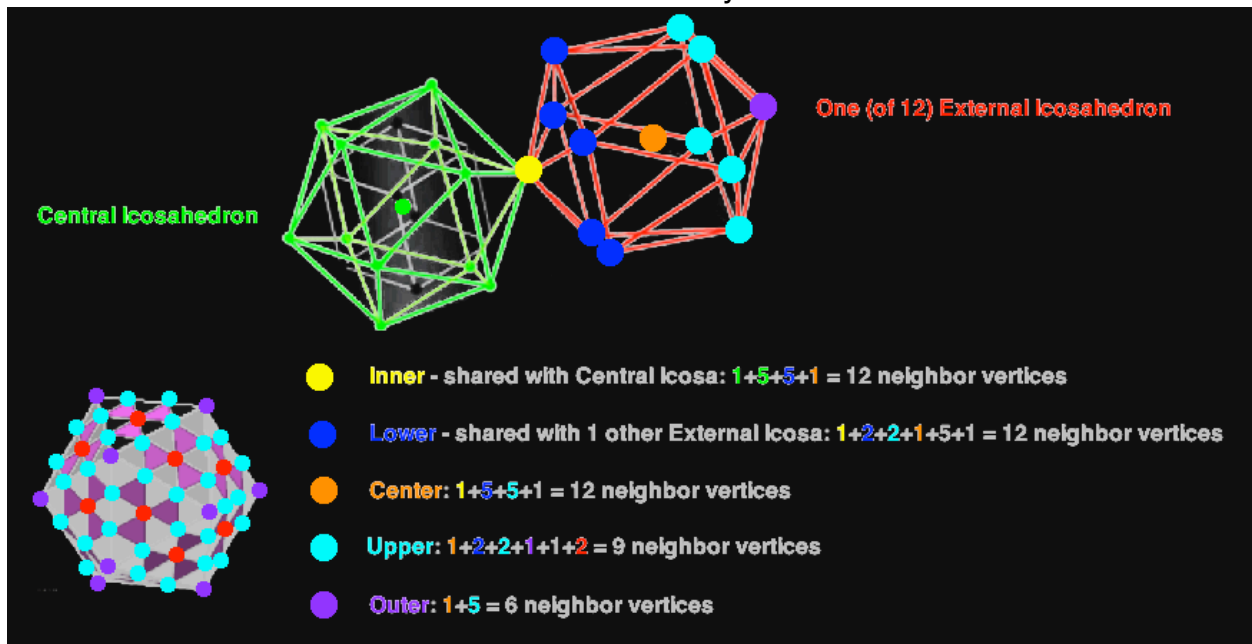 One (of 12) External Icosahedron
Central Icosahedron
Inner - shared with Central Icosa: 1+5+5+1 = 12 neighbor vertices
Lower - shared with 1 other External Icosa: 1+2+2+1+5+1 = 12 neighbor vertices
Center: 1+5+5+1 = 12 neighbor vertices
Upper: 1+2+2+1+1+2 = 9 neighbor vertices
Outer: 1+5 = 6 neighbor vertices